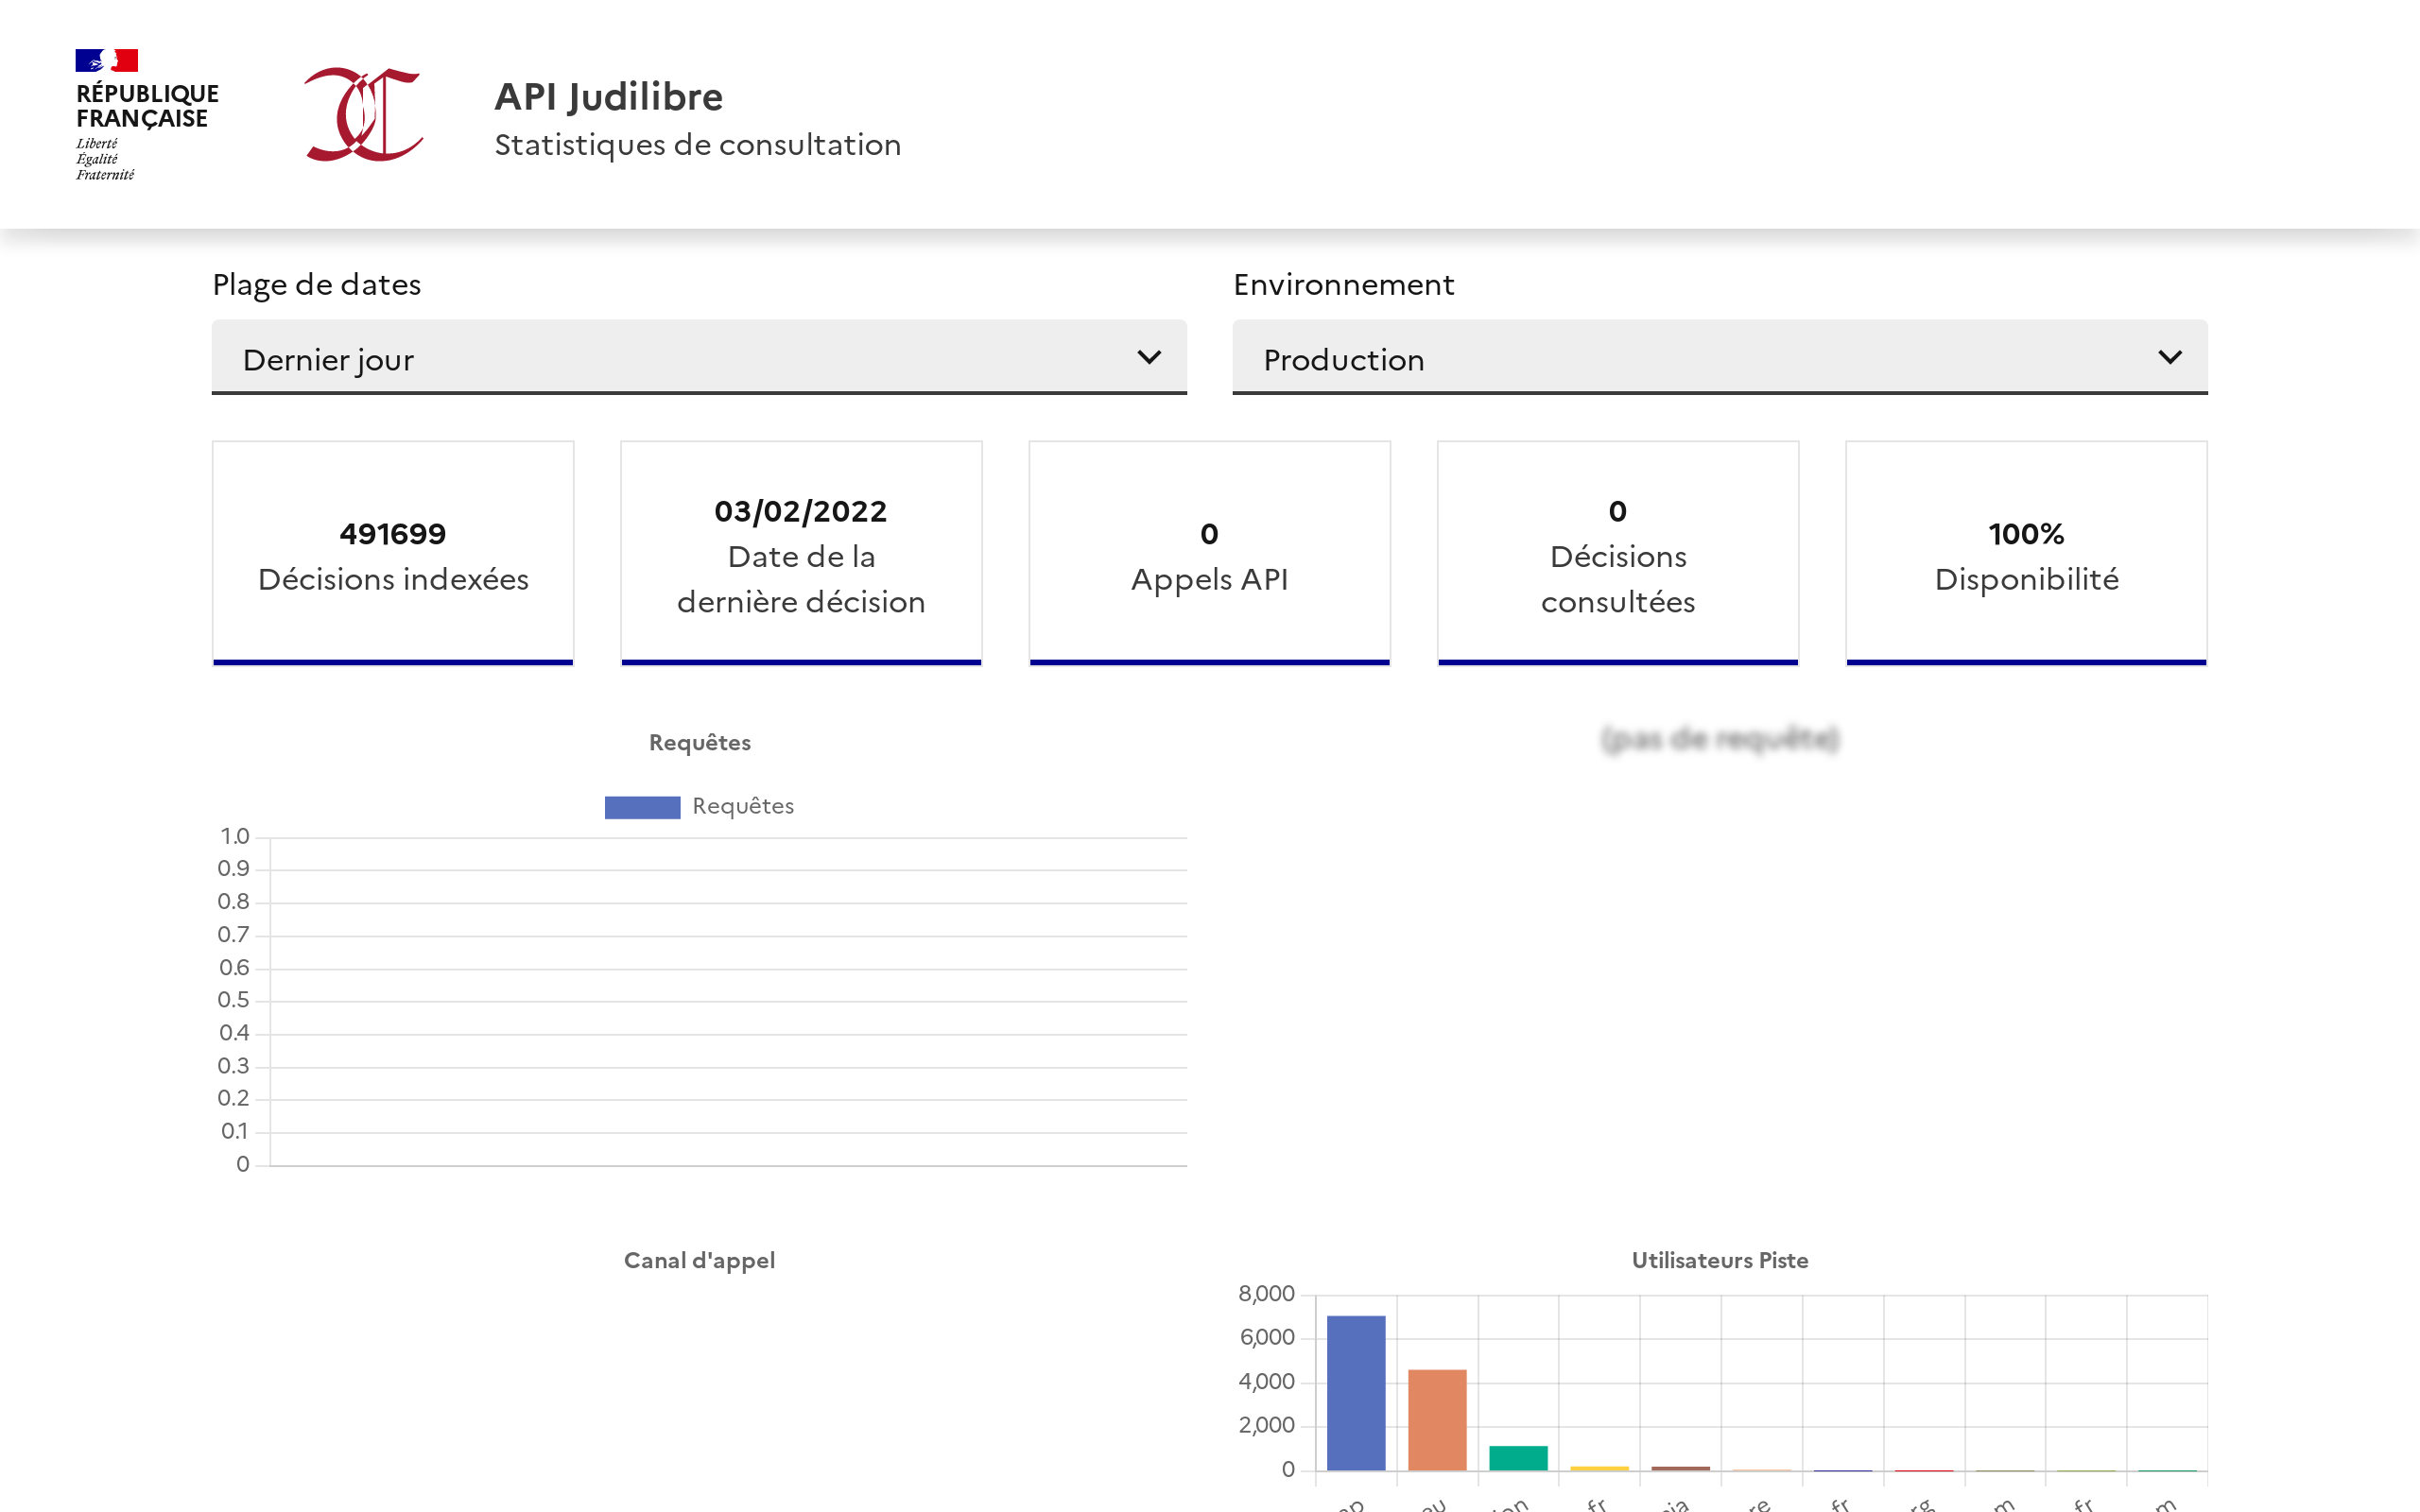 RÉPUBLIQUE
FRANÇAISE
Liberté
Égalité
Fraternité
API Judilibre
Statistiques de consultation
Plage de dates
Environnement
Dernier jour
Production
491699
Décisions indexées
03/02/2022
Date de la
dernière décision
0
Appels API
0
Décisions
consultées
100%
Disponibilité
Requêtes
(pas de requête)
Requêtes
1.0
0.9
0.8
0.7
0.6
0.5
0.4
0.3
0.2
0.1
0
Canal d'appel
Utilisateurs Piste
8,000
6,000
4,000
2,000
0